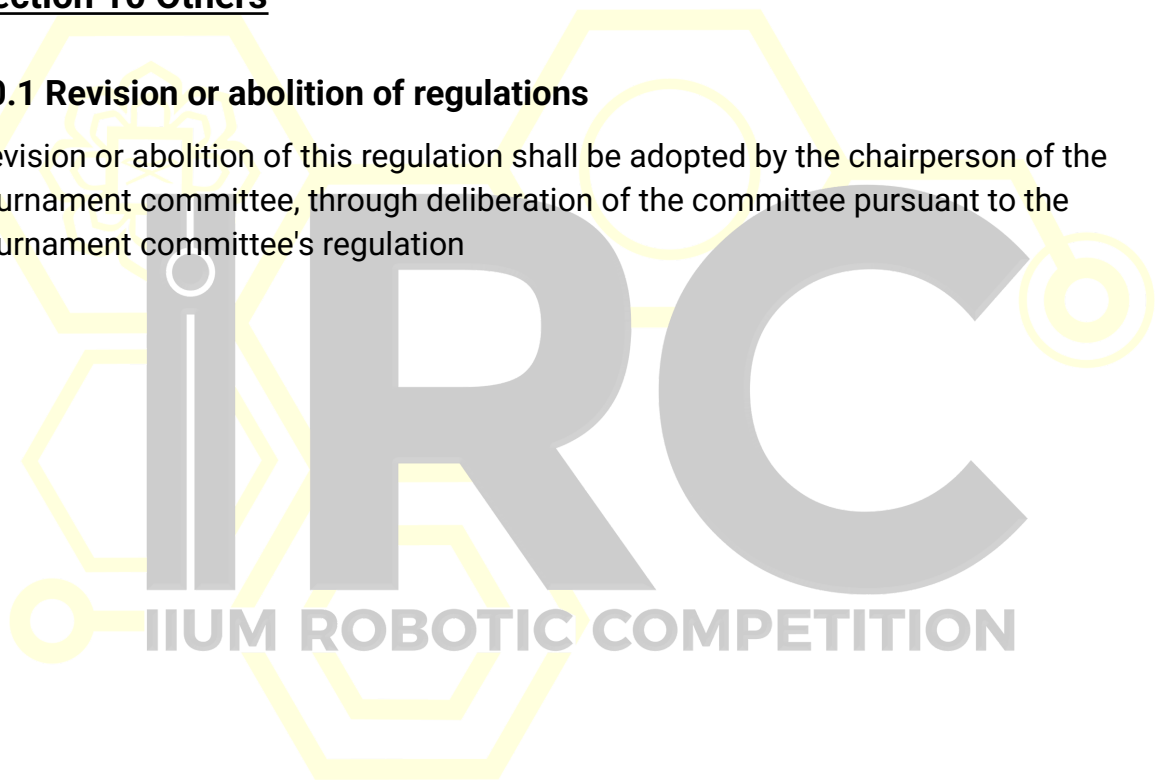 ection 10 Others
0.1 Revision or abolition of regulations
evision or abolition of this regulation shall be adopted by the chairperson of the
urnament committee, through deliberation of the committee pursuant to the
urnament committee's regulation
IRC
IIUM ROBOTIC COMPETITION